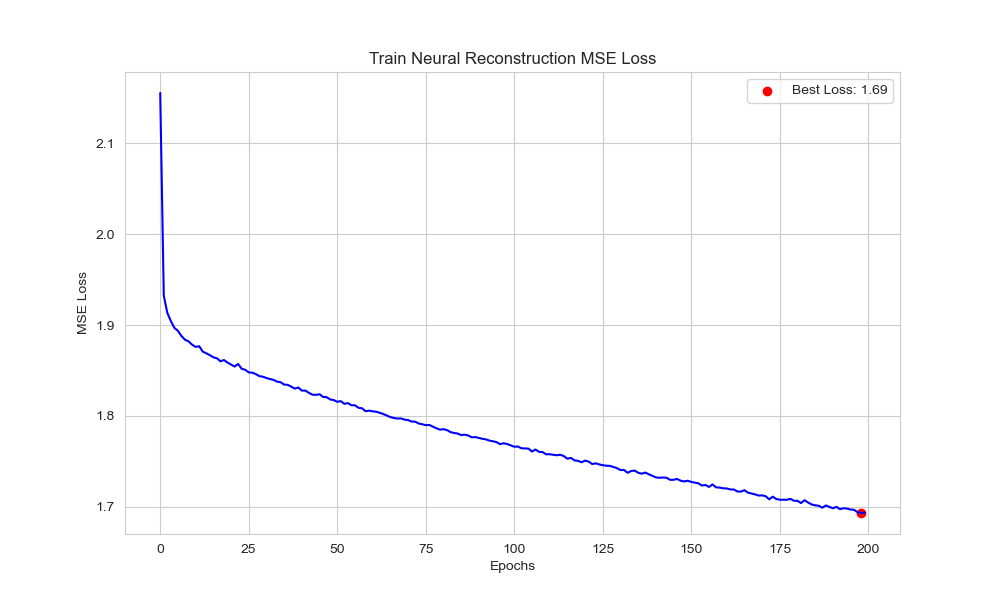 Train Neural Reconstruction MSE Loss
Best Loss: 1.69
MSE Loss
2.1
2.0
1.9
1.8
1.7
0 25 50 75 100 125 150 175 200
Epochs